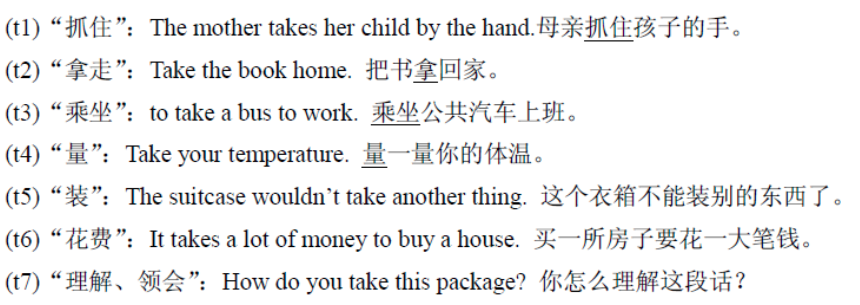 (t1) “抓住”：The mother takes her child by the hand.母亲抓住孩子的手。
(t2) “拿走”：Take the book home. 把书拿回家。
(t3) “乘坐”：to take a bus to work. 乘坐公共汽车上班。
(t4) “量”：Take your temperature. 量一量你的体温。
(t5) “装”：The suitcase wouldn’t take another thing. 这个衣箱不能装别的东西了。
(t6) “花费”：It takes a lot of money to buy a house. 买一所房子要花一大笔钱。
(t7) “理解、领会”：How do you take this package? 你怎么理解这段话？